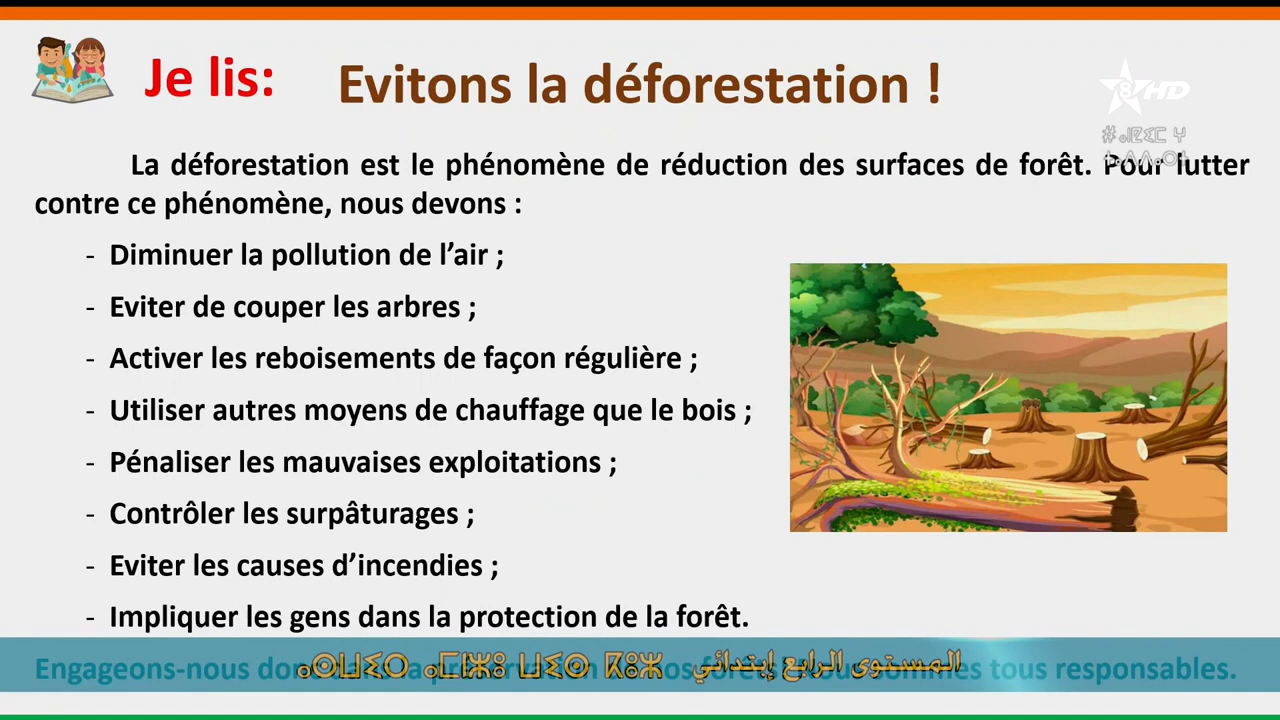 Je lis: Evitons la déforestation !
8 HD
La déforestation est le phénomène de réduction des surfaces de forêt. Pour lutter
contre ce phénomène, nous devons :
- Diminuer la pollution de l’air ;
- Eviter de couper les arbres ;
- Activer les reboisements de façon régulière ;
- Utiliser autres moyens de chauffage que le bois ;
- Pénaliser les mauvaises exploitations ;
- Contrôler les surpâturages ;
- Eviter les causes d’incendies ;
- Impliquer les gens dans la protection de la forêt.
Engageons-nous tous responsables.
المستوى الرابع إبتدائي